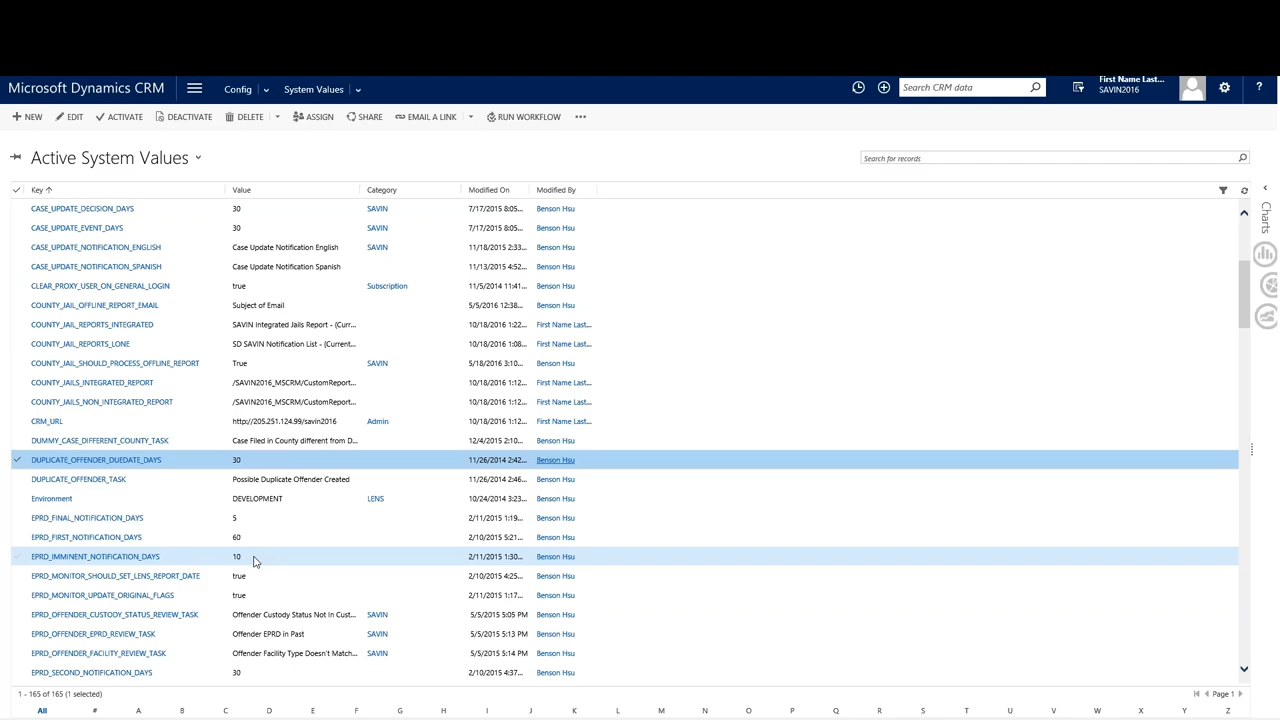 Microsoft Dynamics CRM Config System Values Search CRM data First Name Last... SAVIN2016 ?
NEW EDIT ACTIVATE DEACTIVATE DELETE ASSIGN SHARE EMAIL A LINK RUN WORKFLOW
Active System Values Search for records
Key Value Category Modified On Modified By
CASE_UPDATE_DECISION_DAYS 30 SAVIN 7/17/2015 8:05... Benson Hsu
CASE_UPDATE_EVENT_DAYS 30 SAVIN 7/17/2015 8:05... Benson Hsu
CASE_UPDATE_NOTIFICATION_ENGLISH Case Update Notification English SAVIN 11/18/2015 2:33... Benson Hsu
CASE_UPDATE_NOTIFICATION_SPANISH Case Update Notification Spanish 11/13/2015 4:52... Benson Hsu
CLEAR_PROXY_USER_ON_GENERAL_LOGIN true Subscription 11/5/2014 11:41... Benson Hsu
COUNTY_JAIL_OFFLINE_REPORT_EMAIL Subject of Email 5/5/2016 12:38... Benson Hsu
COUNTY_JAIL_REPORTS_INTEGRATED SAVIN Integrated Jails Report - (Curr... 10/18/2016 1:22... First Name Last...
COUNTY_JAIL_REPORTS_LONE SD SAVIN Notification List - (Current... 10/18/2016 1:08... First Name Last...
COUNTY_JAIL_SHOULD_PROCESS_OFFLINE_REPORT True SAVIN 5/18/2016 3:10... Benson Hsu
COUNTY_JAILS_INTEGRATED_REPORT /SAVIN2016_MSCRM/CustomReport... 10/18/2016 1:12... First Name Last...
COUNTY_JAILS_NON_INTEGRATED_REPORT /SAVIN2016_MSCRM/CustomReport... 10/18/2016 1:12... First Name Last...
CRM_URL http://205.251.124.99/savin2016 Admin 10/18/2016 1:12... First Name Last...
DUMMY_CASE_DIFFERENT_COUNTY_TASK Case Filed in County different from D... 12/4/2015 2:10... Benson Hsu
DUPLICATE_OFFENDER_DUEDATE_DAYS 30 11/26/2014 2:42... Benson Hsu
DUPLICATE_OFFENDER_TASK Possible Duplicate Offender Created 11/26/2014 2:46... Benson Hsu
Environment DEVELOPMENT LENS 10/24/2014 3:23... Benson Hsu
EPRD_FINAL_NOTIFICATION_DAYS 5 2/11/2015 1:19... Benson Hsu
EPRD_FIRST_NOTIFICATION_DAYS 60 2/10/2015 5:21... Benson Hsu
EPRD_IMMINENT_NOTIFICATION_DAYS 10 2/11/2015 1:30... Benson Hsu
EPRD_MONITOR_SHOULD_SET_LENS_REPORT_DATE true 2/10/2015 4:25... Benson Hsu
EPRD_MONITOR_UPDATE_ORIGINAL_FLAGS true 2/11/2015 1:17... Benson Hsu
EPRD_OFFENDER_CUSTODY_STATUS_REVIEW_TASK Offender Custody Status Not In Cust... SAVIN 5/5/2015 5:05 PM Benson Hsu
EPRD_OFFENDER_EPRD_REVIEW_TASK Offender EPRD in Past SAVIN 5/5/2015 5:13 PM Benson Hsu
EPRD_OFFENDER_FACILITY_REVIEW_TASK Offender Facility Type Doesn't Match... SAVIN 5/5/2015 5:14 PM Benson Hsu
EPRD_SECOND_NOTIFICATION_DAYS 30 2/10/2015 4:37... Benson Hsu
Charts
1 - 165 of 165 (1 selected) Page 1
All # A B C D E F G H I J K L M N O P Q R S T U V W X Y Z